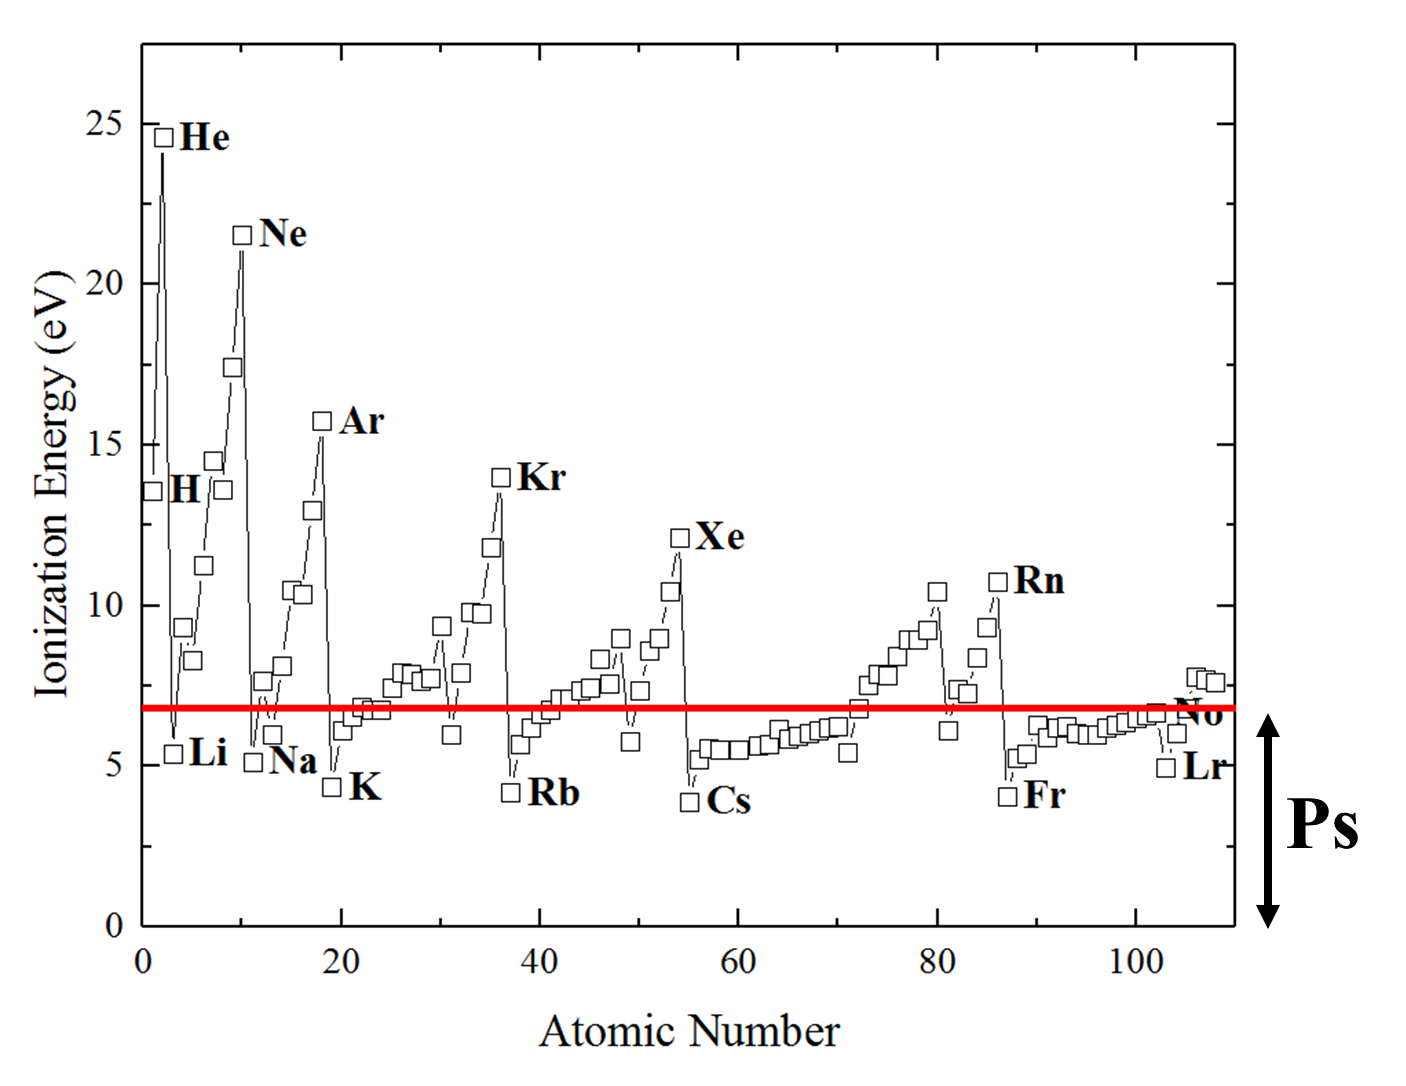 25
20
15
10
5
0
Ionization Energy (eV)
He
Ne
Ar
H
Kr
Xe
Rn
No
Li
Na
K
Rb
Cs
Fr
Lr
Ps
0 20 40 60 80 100
Atomic Number